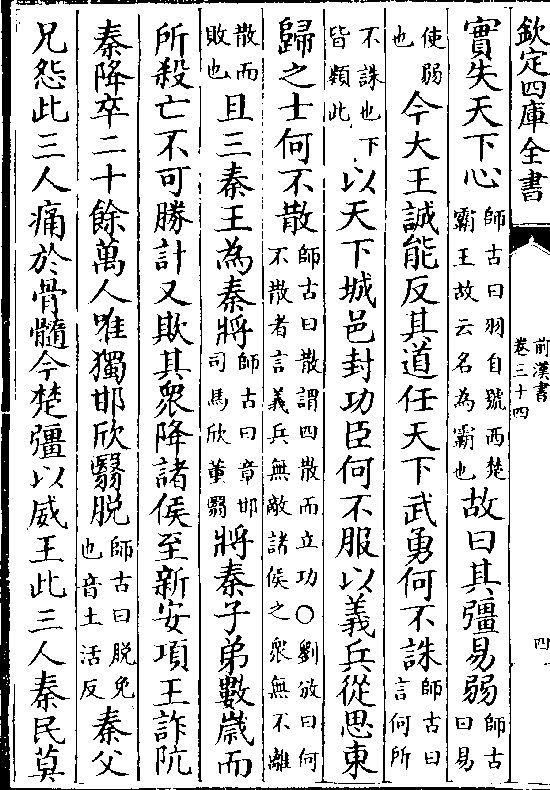 欽定四庫全書
前漢書
卷三十四
四
實失天下心師古曰羽自號西楚霸王故云名為霸也故曰其彊易弱師古曰易
使弱也今大王誠能反其道任天下武勇何不誅師古曰言何所
不誅也下皆類此以天下城邑封功臣何不服以義兵從思東
歸之士何不散師古曰散謂四散而立功○劉攽曰何不散者言義兵無敵諸侯之衆無不離
散而敗也且三秦王為秦將師古曰章邯司馬欣董翳將秦子弟數嵗而
所殺亡不可勝計又欺其衆降諸侯至新安項王詐阬
秦降卒二十餘萬人唯獨邯欣翳脱師古曰脱免也音土活反秦父
兄怨此三人痛於骨髓今楚彊以威王此三人秦民莫